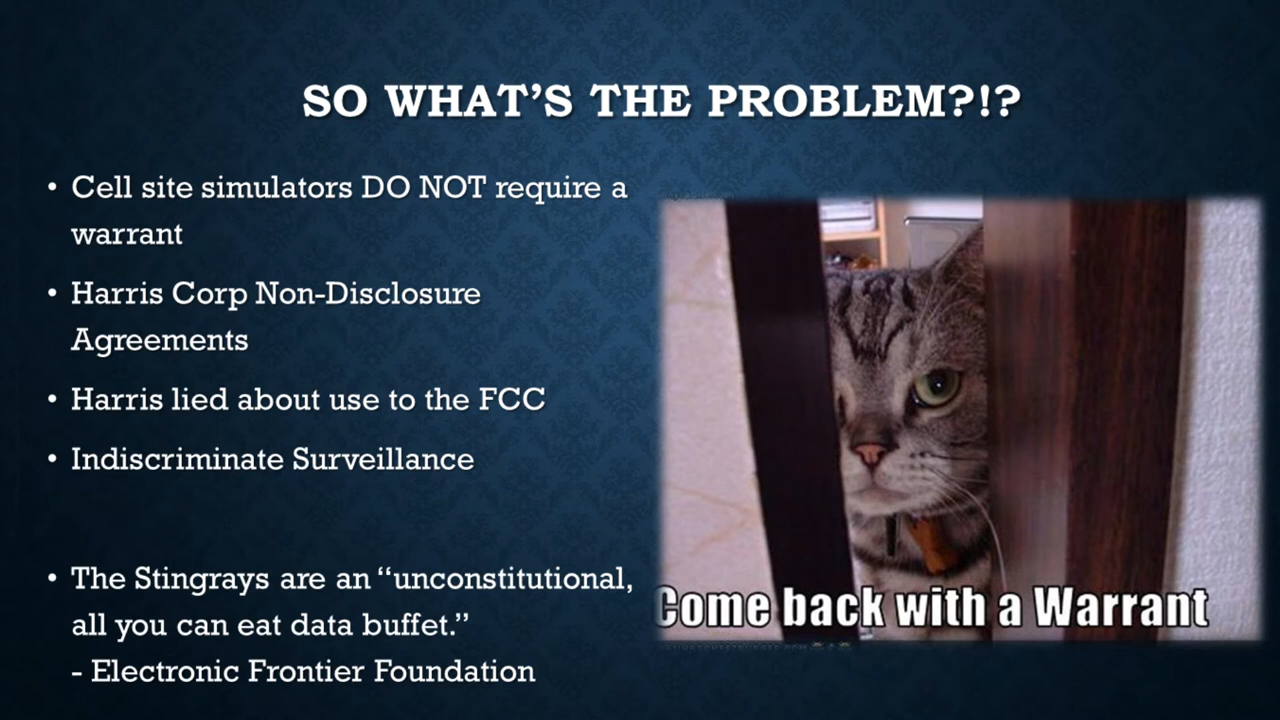 SO WHAT'S THE PROBLEM?!?
• Cell site simulators DO NOT require a
warrant
• Harris Corp Non-Disclosure
Agreements
• Harris lied about use to the FCC
• Indiscriminate Surveillance
• The Stingrays are an “unconstitutional,
all you can eat data buffet.”
- Electronic Frontier Foundation
Come back with a Warrant